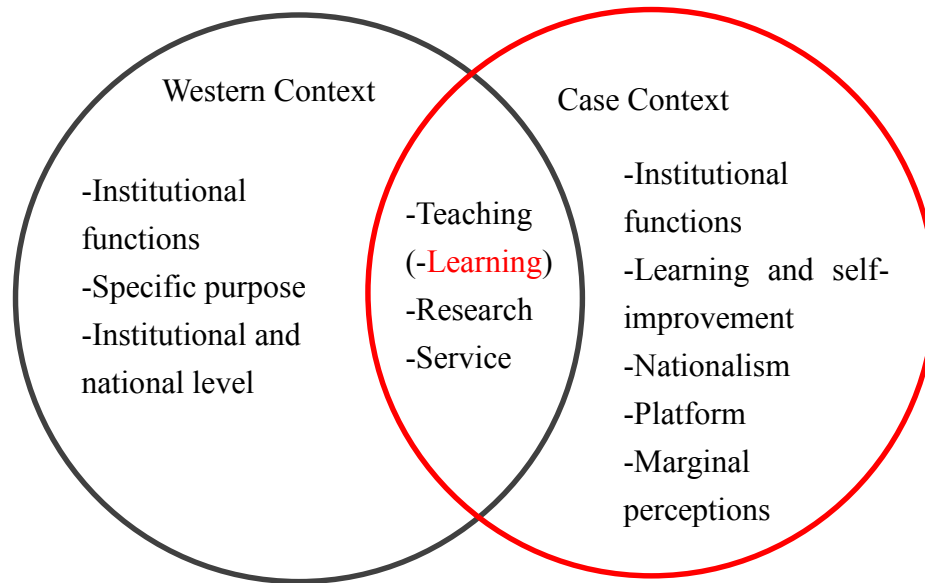 Western Context
-Institutional
functions
-Specific purpose
-Institutional and
national level
-Teaching
(-Learning)
-Research
-Service
Case Context
-Institutional
functions
-Learning and self-
improvement
-Nationalism
-Platform
-Marginal
perceptions